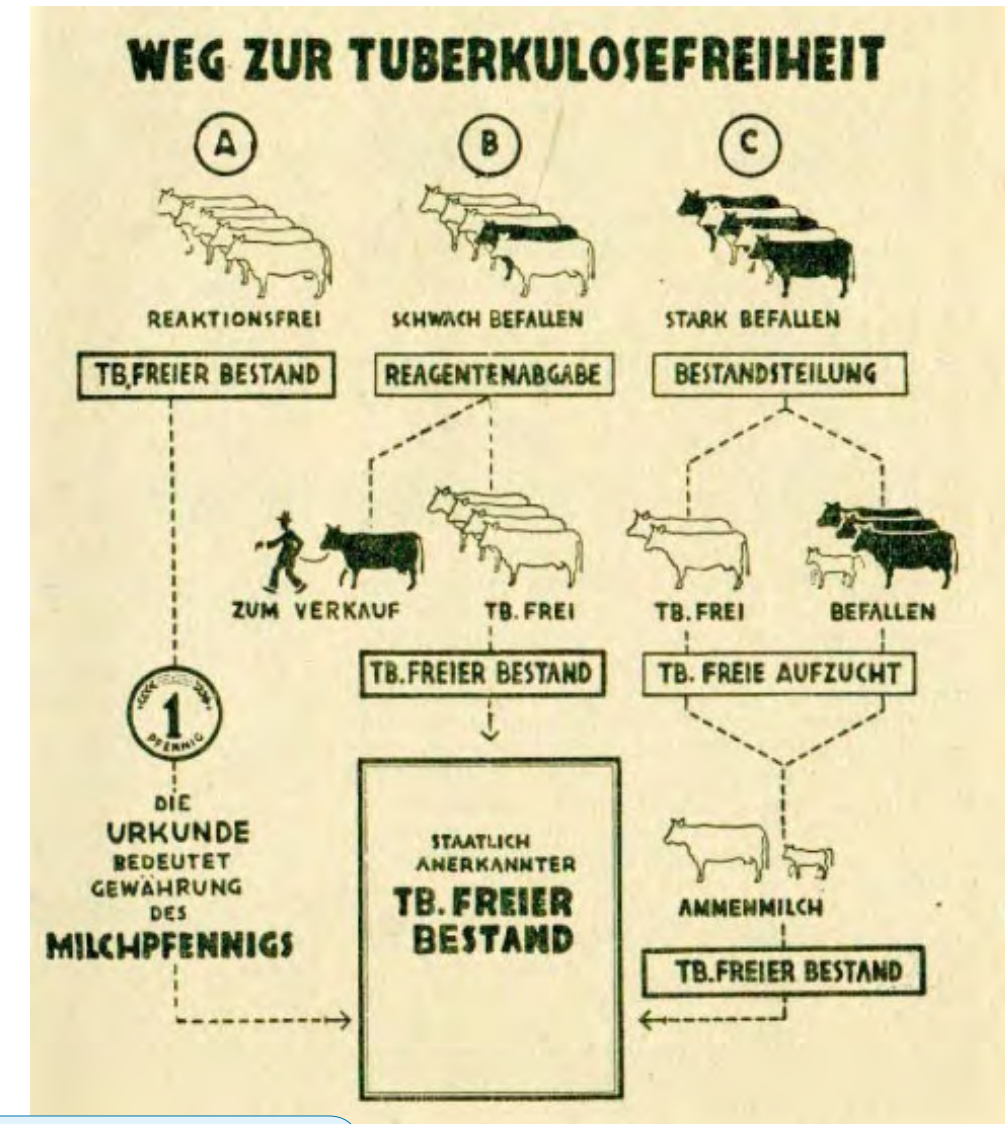 WEG ZUR TUBERKULOSEFREIHEIT
A
REAKTIONSFREI
TB,FREIER BESTAND
1
PFENNIG
DIE
URKUNDE
BEDEUTET
GEWÄHRUNG
DES
MILCHPFENNIGS
B
SCHWACH BEFALLEN
REAGENTENABGABE
ZUM VERKAUF
TB. FREI
TB.FREIER BESTAND
STAATLICH
ANERKANNTER
TB. FREIER
BESTAND
C
STARK BEFALLEN
BESTANDSTEILUNG
TB. FREI
BEFALLEN
TB. FREIE AUFZUCHT
AMMENMILCH
TB.FREIER BESTAND